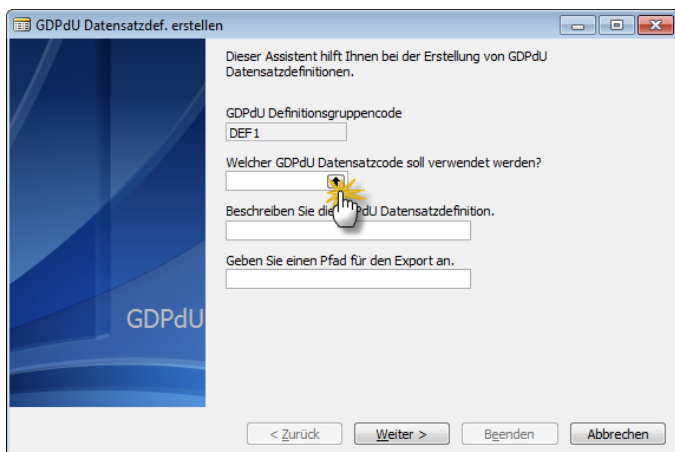 GDPdU Datensatzdef. erstellen
Dieser Assistent hilft Ihnen bei der Erstellung von GDPdU
Datensatzdefinitionen.
GDPdU Definitionsgruppencode
DEF1
Welcher GDPdU Datensatzcode soll verwendet werden?
Beschreiben Sie die PdU Datensatzdefinition.
Geben Sie einen Pfad für den Export an.
GDPdU
< Zurück Weiter > Beenden Abbrechen